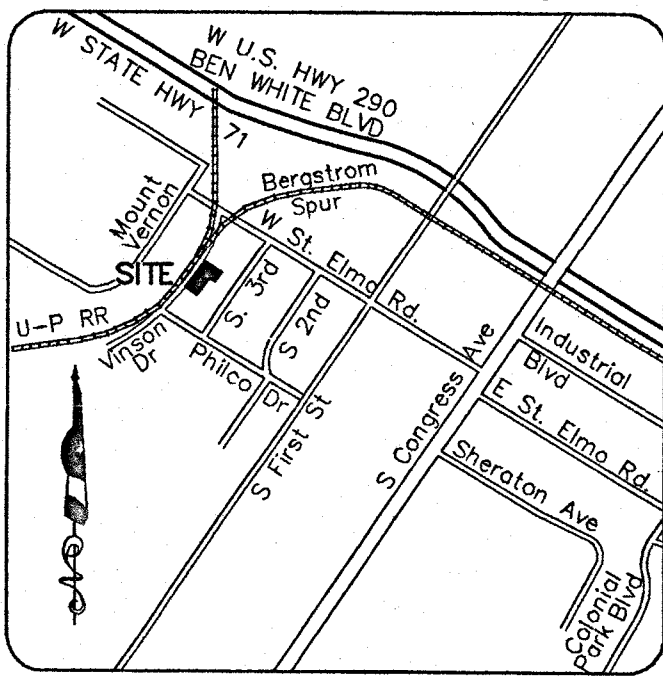 W U.S. HWY 290
BEN WHITE BLVD
W STATE HWY 71
Bergstrom
Spur
Mount
Vernon
W St. Elmo Rd.
SITE
S. 3rd
S 2nd
U-P RR
Vinson
Dr
Philco Dr
S First St
S Congress Ave
Industrial
Blvd
E St. Elmo Rd.
Sheraton Ave
Colonial
Park Blvd